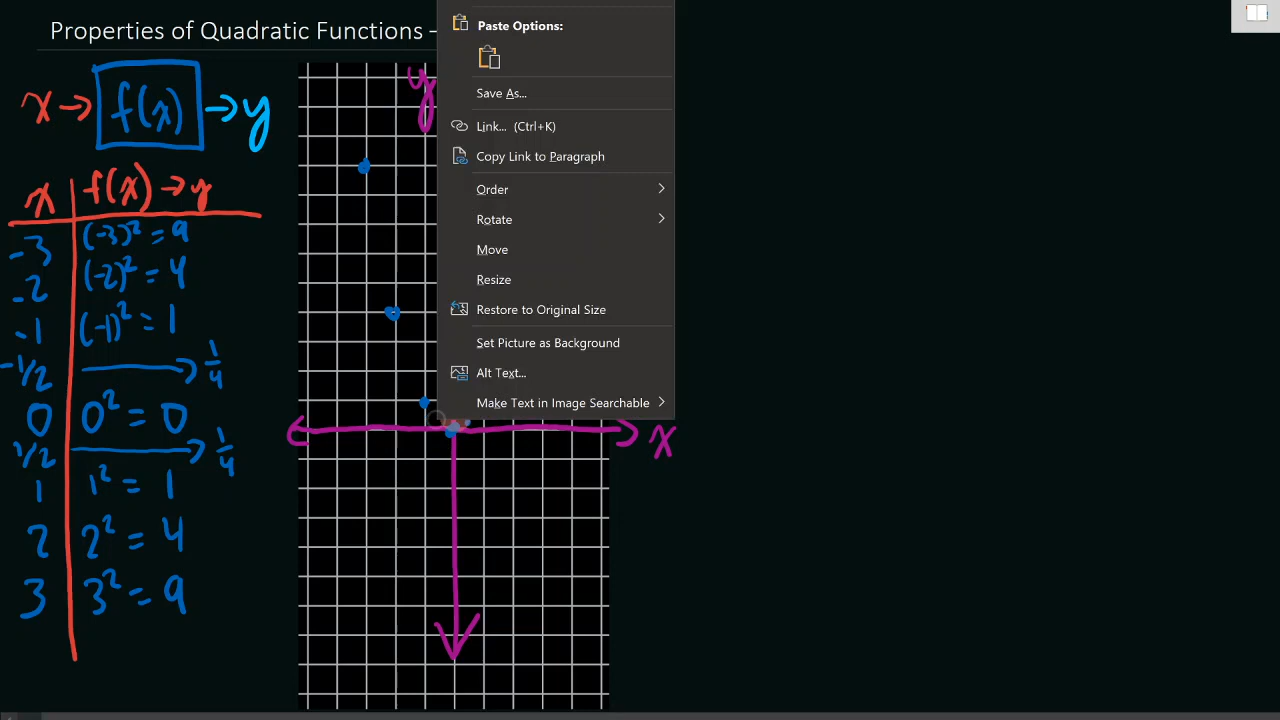 Properties of Quadratic Functions –
x → f(x) → y
x f(x) → y
-3 (-3)² = 9
-2 (-2)² = 4
-1 (-1)² = 1
-1/2 → 1/4
0 0² = 0
1/2 → 1/4
1 1² = 1
2 2² = 4
3 3² = 9
y
x
Paste Options:
Save As...
Link... (Ctrl+K)
Copy Link to Paragraph
Order
Rotate
Move
Resize
Restore to Original Size
Set Picture as Background
Alt Text...
Make Text in Image Searchable